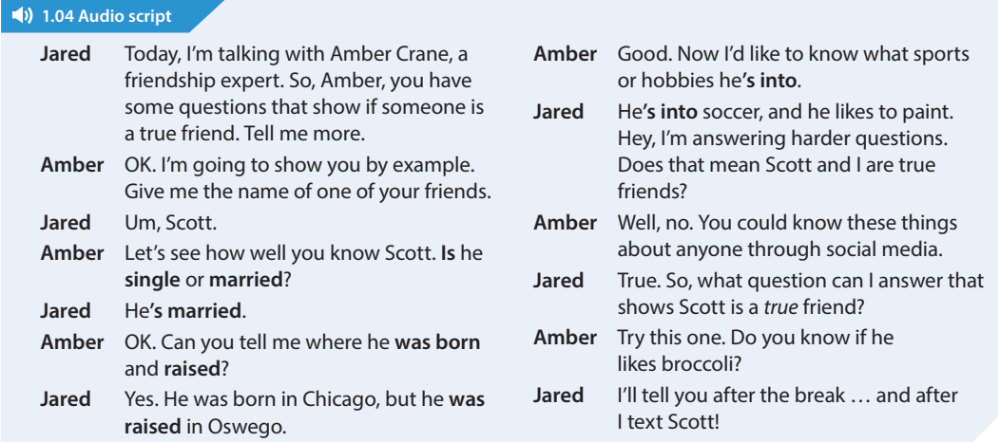 1.04 Audio script
Jared Today, I'm talking with Amber Crane, a
friendship expert. So, Amber, you have
some questions that show if someone is
a true friend. Tell me more.
Amber OK. I'm going to show you by example.
Give me the name of one of your friends.
Jared Um, Scott.
Amber Let's see how well you know Scott. Is he
single or married?
Jared He's married.
Amber OK. Can you tell me where he was born
and raised?
Jared Yes. He was born in Chicago, but he was
raised in Oswego.
Amber Good. Now I'd like to know what sports
or hobbies he's into.
Jared He's into soccer, and he likes to paint.
Hey, I'm answering harder questions.
Does that mean Scott and I are true
friends?
Amber Well, no. You could know these things
about anyone through social media.
Jared True. So, what question can I answer that
shows Scott is a true friend?
Amber Try this one. Do you know if he
likes broccoli?
Jared I'll tell you after the break … and after
I text Scott!